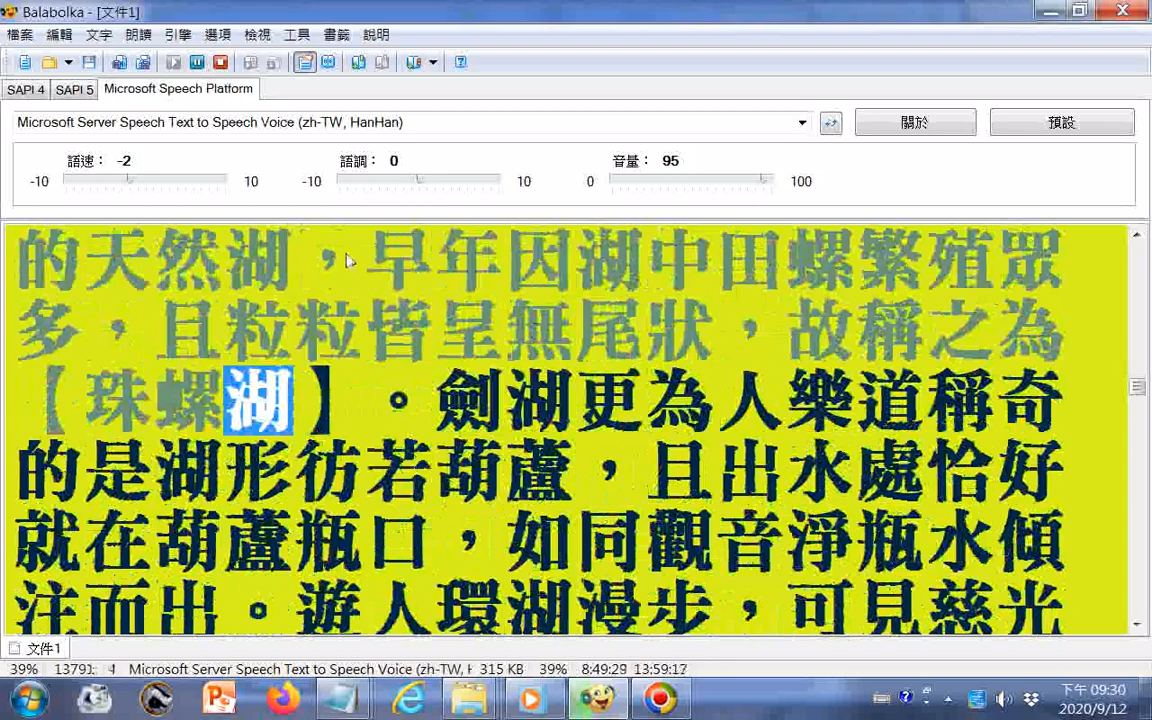 Balabolka - [文件1]
檔案 編輯 文字 朗讀 引擎 選項 檢視 工具 書籤 說明
SAPI 4 SAPI 5 Microsoft Speech Platform
Microsoft Server Speech Text to Speech Voice (zh-TW, HanHan) 關於 預設
語速： -2 語調： 0 音量： 95
-10 10 -10 10 0 100
的天然湖，早年因湖中田螺繁殖眾
多，且粒粒皆呈無尾狀，故稱之為
【珠螺湖】。劍湖更為人樂道稱奇
的是湖形彷若葫蘆，且出水處恰好
就在葫蘆瓶口，如同觀音淨瓶水傾
注而出。遊人環湖漫步，可見慈光
文件1
39% 13791 4 Microsoft Server Speech Text to Speech Voice (zh-TW, 315 KB 39% 8:49:29 13:59:17
下午 09:30
2020/9/12